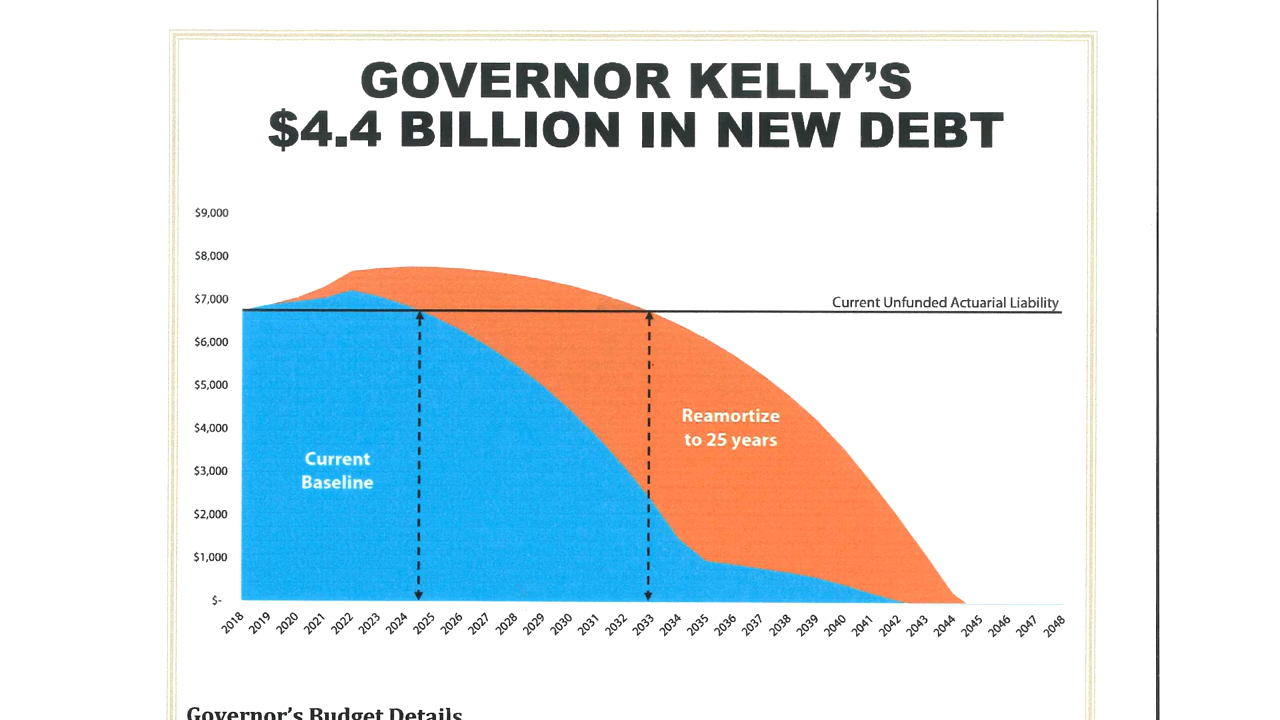 GOVERNOR KELLY'S
$4.4 BILLION IN NEW DEBT
$9,000
$8,000
$7,000
$6,000
$5,000
$4,000
$3,000
$2,000
$1,000
$-
Current Unfunded Actuarial Liability
Reamortize
to 25 years
Current
Baseline
2018 2019 2020 2021 2022 2023 2024 2025 2026 2027 2028 2029 2030 2031 2032 2033 2034 2035 2036 2037 2038 2039 2040 2041 2042 2043 2044 2045 2046 2047 2048
Governor's Budget Details